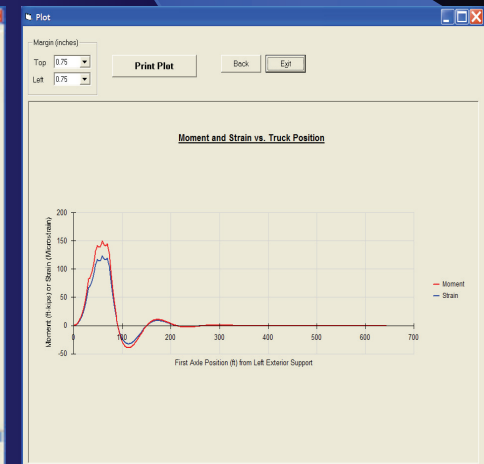 Plot
Margin (inches)
Top 0.75
Left 0.75
Print Plot
Back
Exit
Moment and Strain vs. Truck Position
Moment (ft-kips) or Strain (Microstrain)
200
150
100
50
0
-50
0 100 200 300 400 500 600 700
First Axle Position (ft) from Left Exterior Support
Moment
Strain